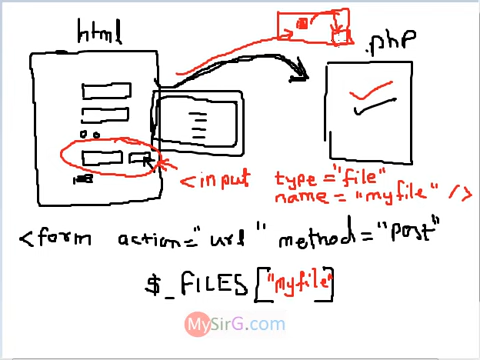 html
.php
<input type="file"
name="myfile" />
<form action="url" method="post"
$_FILES["myfile"]
MySirG.com